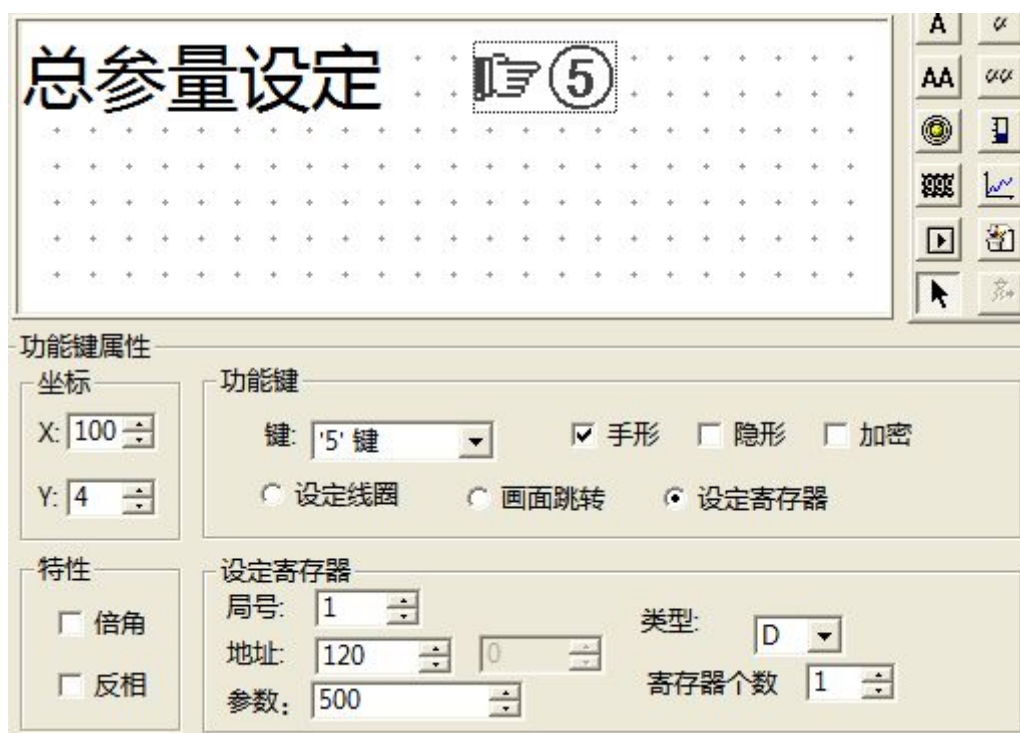 总参量设定 ☞⑤
A
AA
功能键属性
坐标
X: 100
Y: 4
功能键
键: '5' 键
手形
隐形
加密
设定线圈
画面跳转
设定寄存器
特性
倍角
反相
设定寄存器
局号: 1
地址: 120 0
参数: 500
类型: D
寄存器个数 1